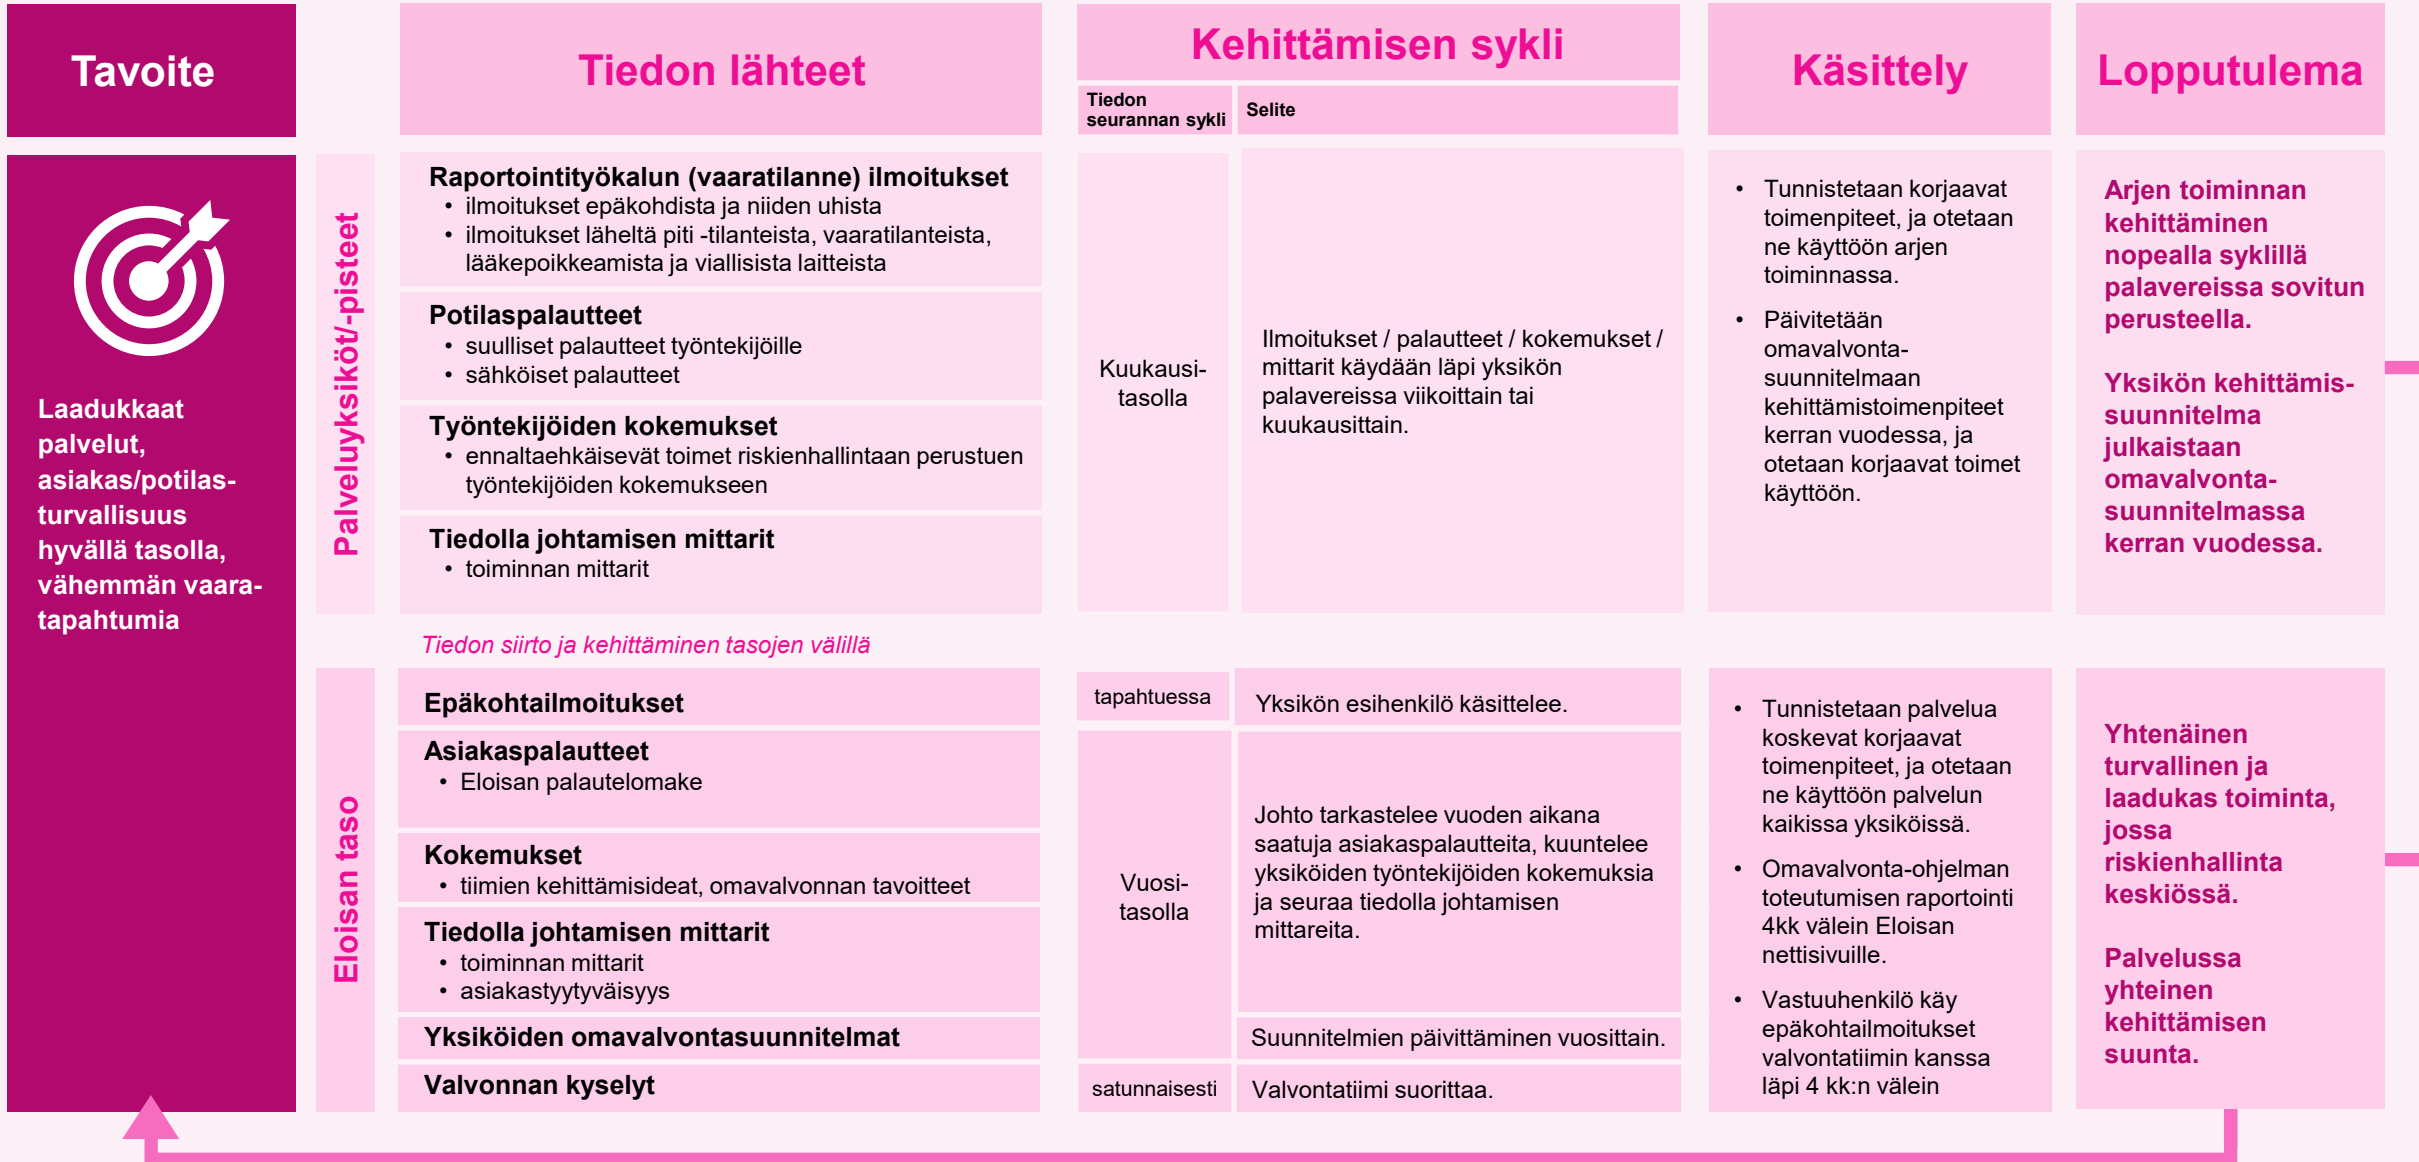 Tavoite
Tiedon lähteet
Kehittämisen sykli
Tiedon
seurannan sykli
Selite
Käsittely
Lopputulema
Laadukkaat
palvelut,
asiakas/potilas-
turvallisuus
hyvällä tasolla,
vähemmän vaara-
tapahtumia
Palveluyksiköt/-pisteet
Raportointityökalun (vaaratilanne) ilmoitukset
• ilmoitukset epäkohdista ja niiden uhista
• ilmoitukset läheltä piti -tilanteista, vaaratilanteista,
lääkepoikkeamista ja viallisista laitteista
Potilaspalautteet
• suulliset palautteet työntekijöille
• sähköiset palautteet
Työntekijöiden kokemukset
• ennaltaehkäisevät toimet riskienhallintaan perustuen
työntekijöiden kokemukseen
Tiedolla johtamisen mittarit
• toiminnan mittarit
Kuukausi-
tasolla
Ilmoitukset / palautteet / kokemukset /
mittarit käydään läpi yksikön
palavereissa viikoittain tai
kuukausittain.
• Tunnistetaan korjaavat
toimenpiteet, ja otetaan
ne käyttöön arjen
toiminnassa.
• Päivitetään
omavalvonta-
suunnitelmaan
kehittämistoimenpiteet
kerran vuodessa, ja
otetaan korjaavat toimet
käyttöön.
Arjen toiminnan
kehittäminen
nopealla syklillä
palavereissa sovitun
perusteella.
Yksikön kehittämis-
suunnitelma
julkaistaan
omavalvonta-
suunnitelmassa
kerran vuodessa.
Tiedon siirto ja kehittäminen tasojen välillä
Eloisan taso
Epäkohtailmoitukset
Asiakaspalautteet
• Eloisan palautelomake
Kokemukset
• tiimien kehittämisideat, omavalvonnan tavoitteet
Tiedolla johtamisen mittarit
• toiminnan mittarit
• asiakastyytyväisyys
Yksiköiden omavalvontasuunnitelmat
Valvonnan kyselyt
tapahtuessa
Yksikön esihenkilö käsittelee.
Vuosi-
tasolla
Johto tarkastelee vuoden aikana
saatuja asiakaspalautteita, kuuntelee
yksiköiden työntekijöiden kokemuksia
ja seuraa tiedolla johtamisen
mittareita.
Suunnitelmien päivittäminen vuosittain.
satunnaisesti
Valvontatiimi suorittaa.
• Tunnistetaan palvelua
koskevat korjaavat
toimenpiteet, ja otetaan
ne käyttöön palvelun
kaikissa yksiköissä.
• Omavalvonta-ohjelman
toteutumisen raportointi
4kk välein Eloisan
nettisivuille.
• Vastuuhenkilö käy
epäkohtailmoitukset
valvontatiimin kanssa
läpi 4 kk:n välein
Yhtenäinen
turvallinen ja
laadukas toiminta,
jossa
riskienhallinta
keskiössä.
Palvelussa
yhteinen
kehittämisen
suunta.